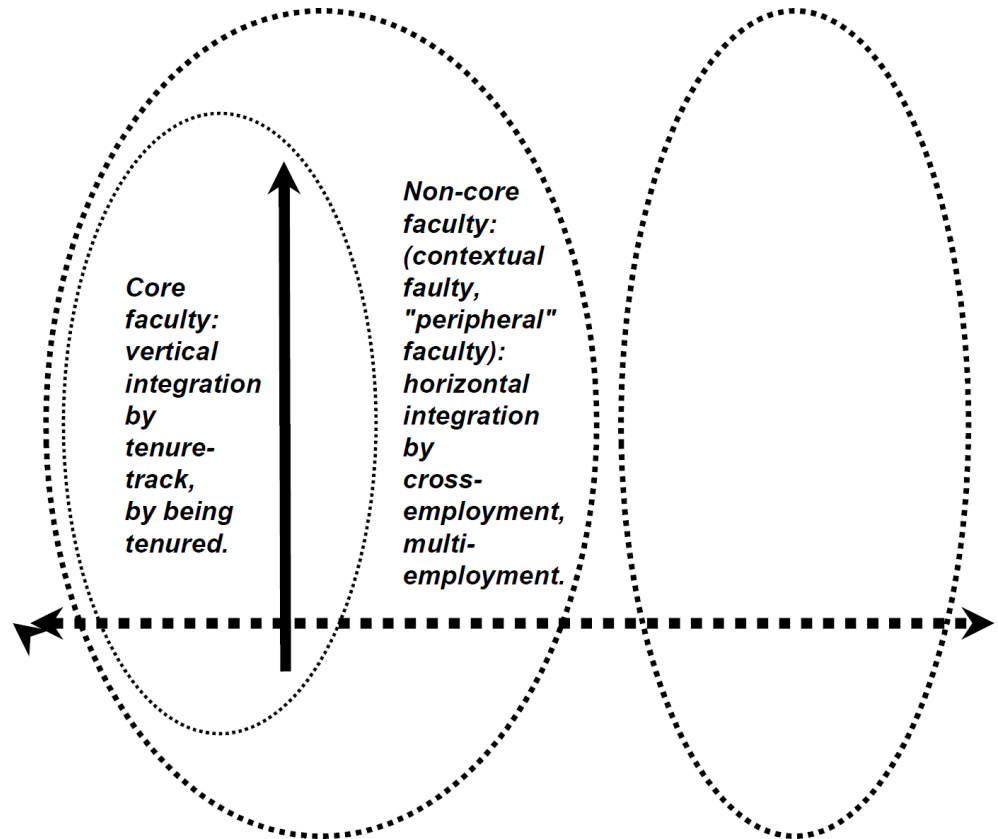 Core
faculty:
vertical
integration
by
tenure-
track,
by being
tenured.
Non-core
faculty:
(contextual
faulty,
"peripheral"
faculty):
horizontal
integration
by
cross-
employment,
multi-
employment.